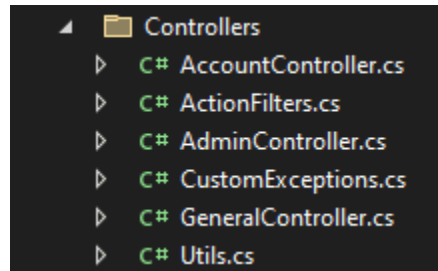 Controllers
C# AccountController.cs
C# ActionFilters.cs
C# AdminController.cs
C# CustomExceptions.cs
C# GeneralController.cs
C# Utils.cs